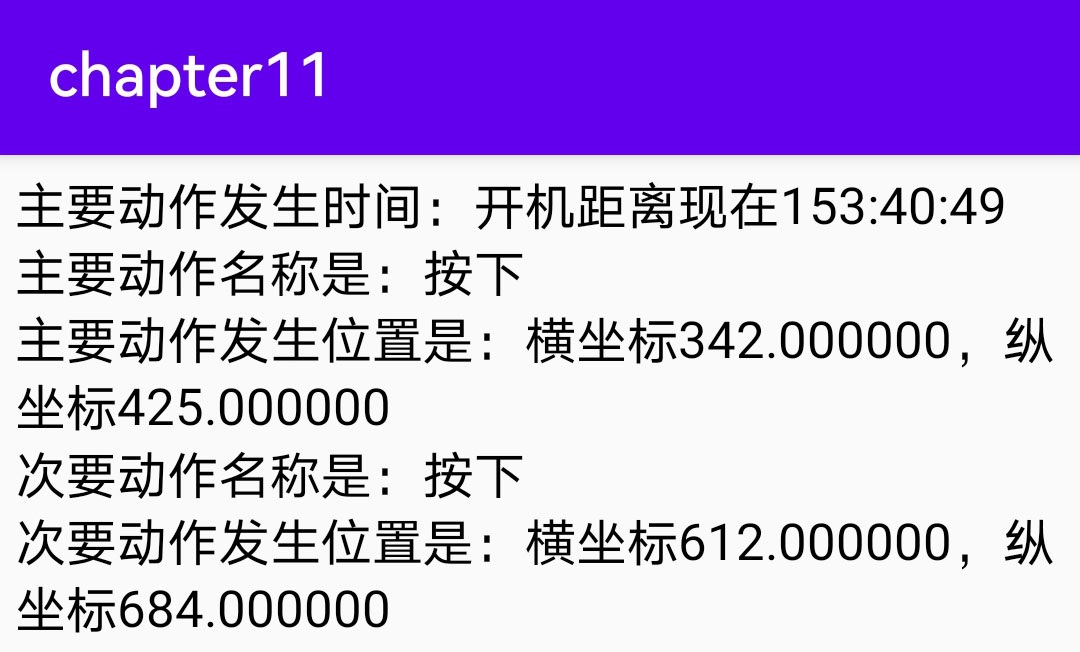 chapter11
主要动作发生时间：开机距离现在153:40:49
主要动作名称是：按下
主要动作发生位置是：横坐标342.000000，纵
坐标425.000000
次要动作名称是：按下
次要动作发生位置是：横坐标612.000000，纵
坐标684.000000